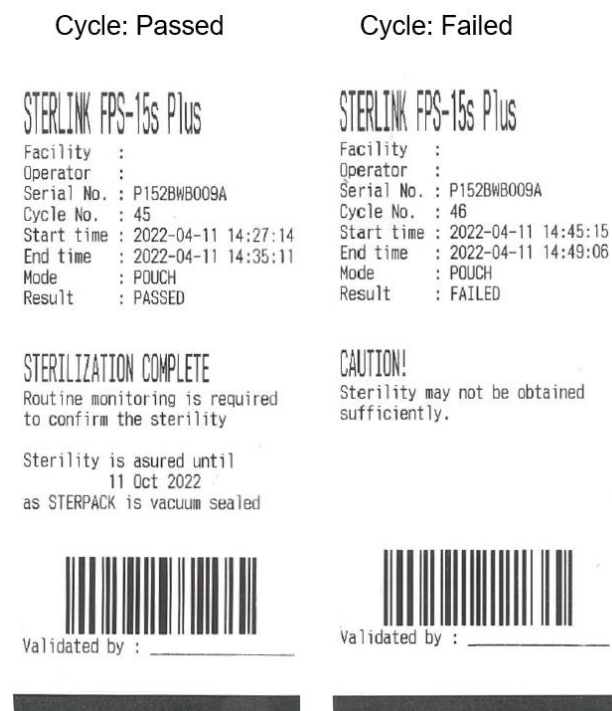 Cycle: Passed
STERLINK FPS-15s Plus
Facility :
Operator :
Serial No. : P152BWB009A
Cycle No. : 45
Start time : 2022-04-11 14:27:14
End time : 2022-04-11 14:35:11
Mode : POUCH
Result : PASSED
STERILIZATION COMPLETE
Routine monitoring is required
to confirm the sterility
Sterility is asured until
11 Oct 2022
as STERPACK is vacuum sealed
Validated by :
Cycle: Failed
STERLINK FPS-15s Plus
Facility :
Operator :
Serial No. : P152BWB009A
Cycle No. : 46
Start time : 2022-04-11 14:45:15
End time : 2022-04-11 14:49:06
Mode : POUCH
Result : FAILED
CAUTION!
Sterility may not be obtained
sufficiently.
Validated by :